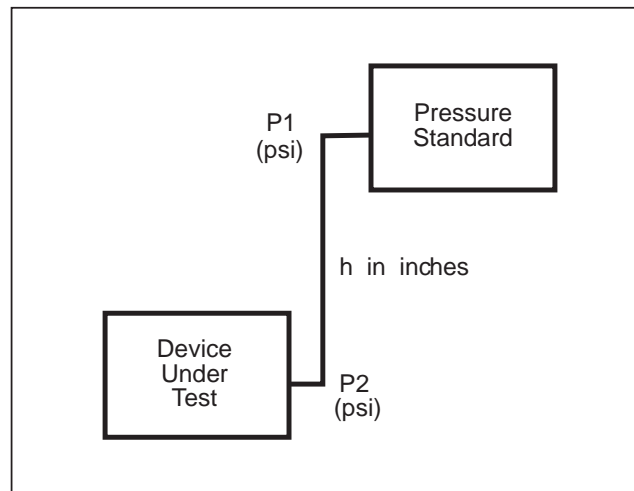 Pressure
Standard
P1
(psi)
h in inches
Device
Under
Test
P2
(psi)